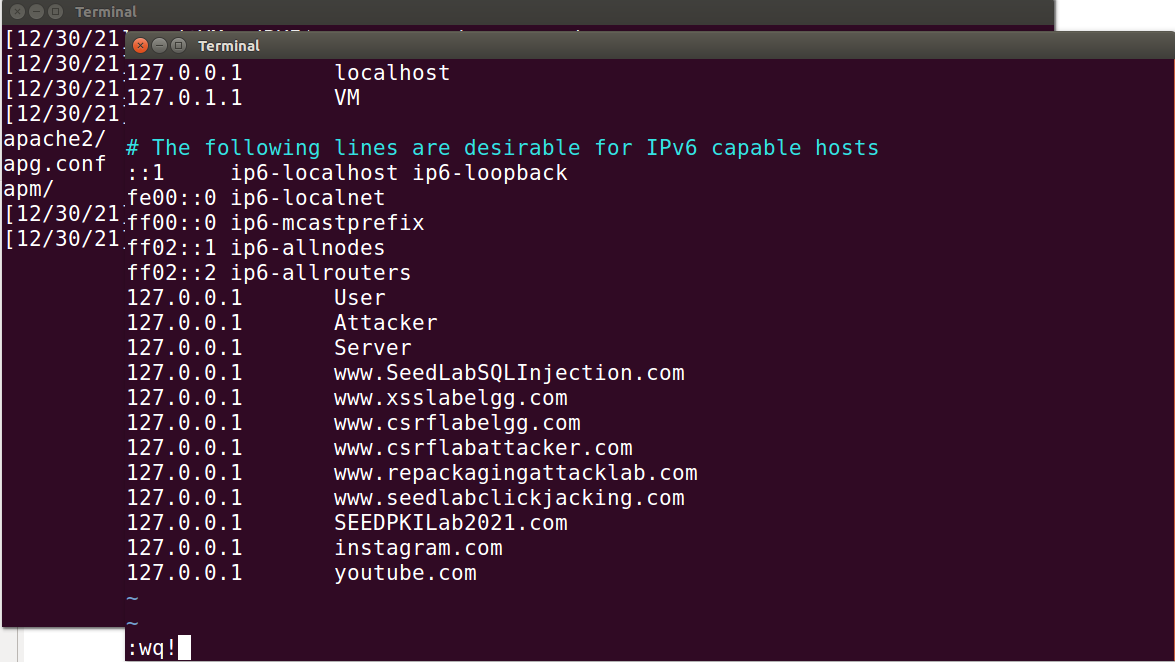 Terminal
[12/30/21]
[12/30/21]
[12/30/21]
[12/30/21]
apache2/
apg.conf
apm/
[12/30/21]
[12/30/21]
Terminal
127.0.0.1 localhost
127.0.1.1 VM
# The following lines are desirable for IPv6 capable hosts
::1 ip6-localhost ip6-loopback
fe00::0 ip6-localnet
ff00::0 ip6-mcastprefix
ff02::1 ip6-allnodes
ff02::2 ip6-allrouters
127.0.0.1 User
127.0.0.1 Attacker
127.0.0.1 Server
127.0.0.1 www.SeedLabSQLInjection.com
127.0.0.1 www.xsslabelgg.com
127.0.0.1 www.csrflabelgg.com
127.0.0.1 www.csrflabattacker.com
127.0.0.1 www.repackagingattacklab.com
127.0.0.1 www.seedlabclickjacking.com
127.0.0.1 SEEDPKILab2021.com
127.0.0.1 instagram.com
127.0.0.1 youtube.com
~
~
:wq!